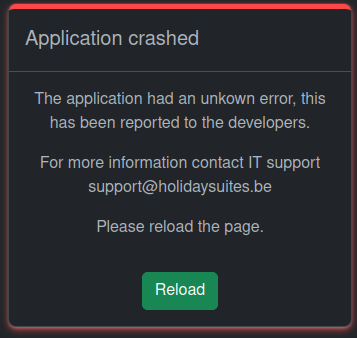 Application crashed
The application had an unkown error, this
has been reported to the developers.
For more information contact IT support
support@holidaysuites.be
Please reload the page.
Reload